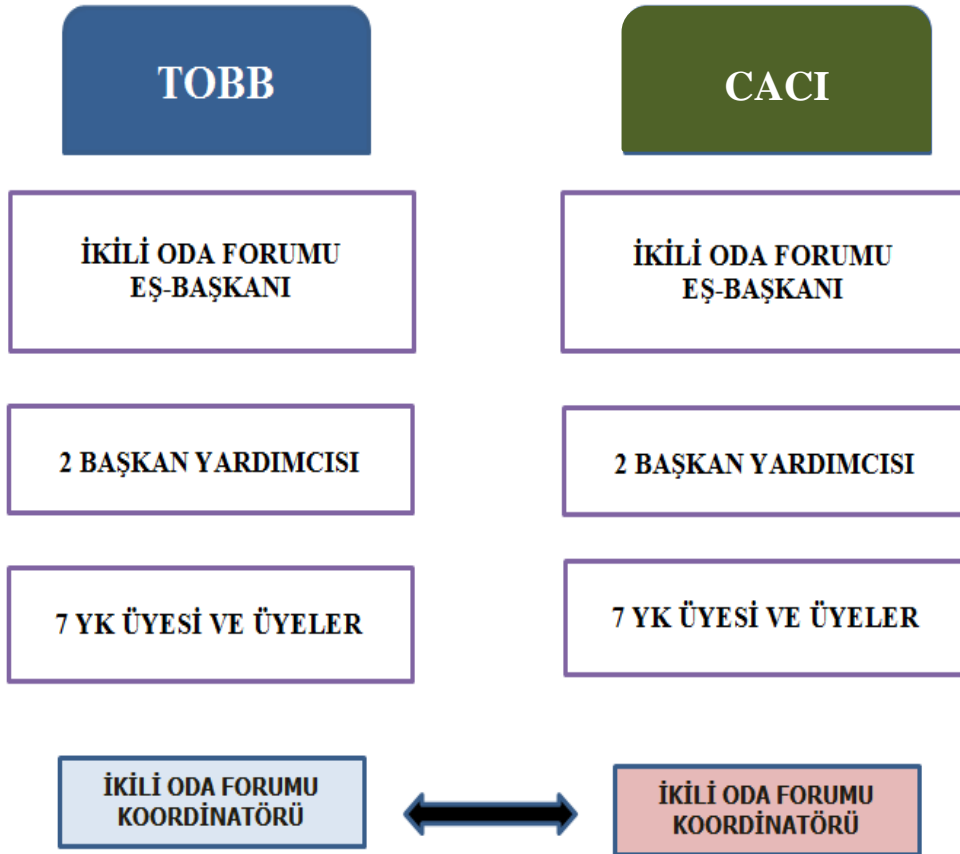 TOBB
CACI
İKİLİ ODA FORUMU
EŞ-BAŞKANI
İKİLİ ODA FORUMU
EŞ-BAŞKANI
2 BAŞKAN YARDIMCISI
2 BAŞKAN YARDIMCISI
7 YK ÜYESİ VE ÜYELER
7 YK ÜYESİ VE ÜYELER
İKİLİ ODA FORUMU
KOORDİNATÖRÜ
İKİLİ ODA FORUMU
KOORDİNATÖRÜ